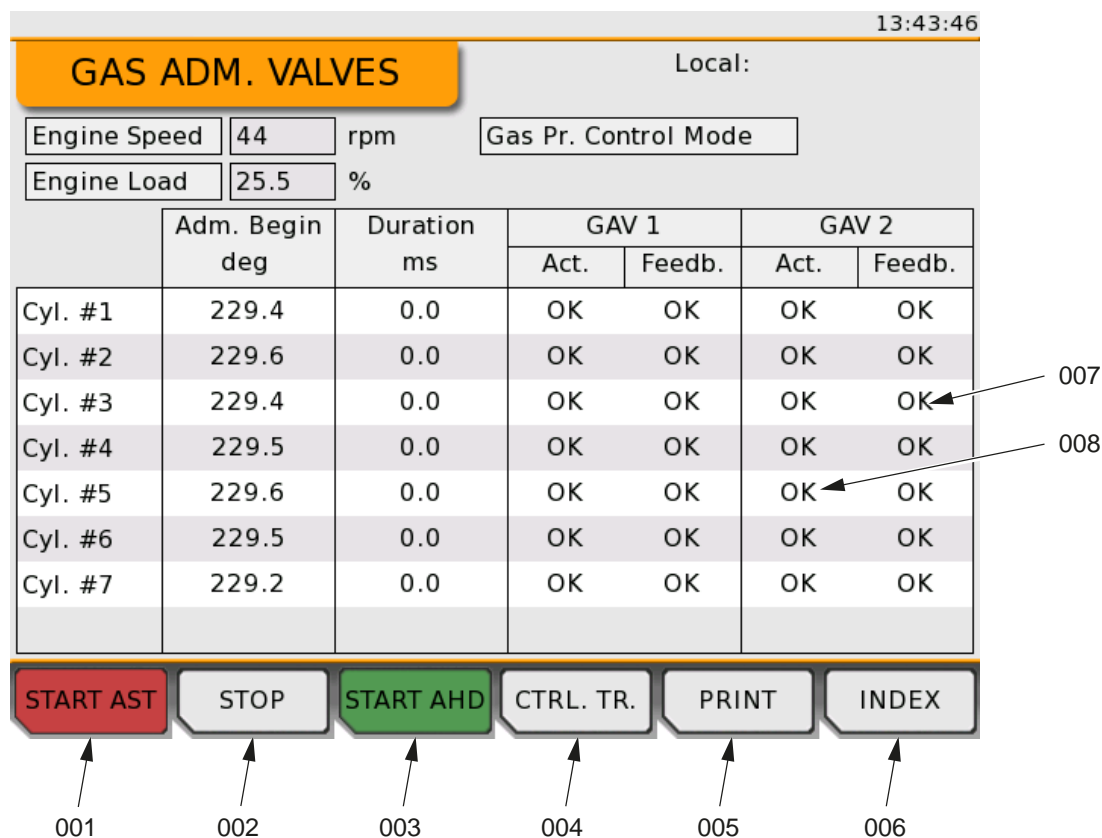 13:43:46
GAS ADM. VALVES Local:
Engine Speed 44 rpm Gas Pr. Control Mode
Engine Load 25.5 %
Adm. Begin Duration GAV 1 GAV 2
deg ms Act. Feedb. Act. Feedb.
Cyl. #1 229.4 0.0 OK OK OK OK
Cyl. #2 229.6 0.0 OK OK OK OK
Cyl. #3 229.4 0.0 OK OK OK OK
007
Cyl. #4 229.5 0.0 OK OK OK OK
008
Cyl. #5 229.6 0.0 OK OK OK OK
Cyl. #6 229.5 0.0 OK OK OK OK
Cyl. #7 229.2 0.0 OK OK OK OK
START AST STOP START AHD CTRL. TR. PRINT INDEX
001 002 003 004 005 006